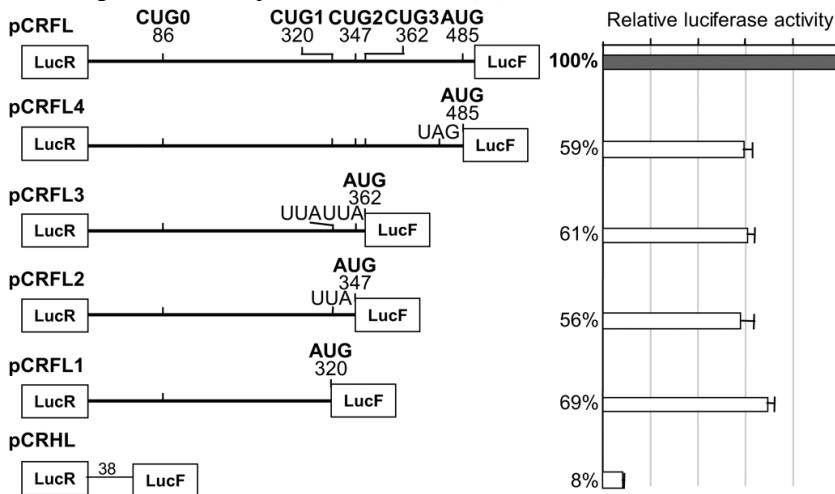 Relative luciferase activity
pCRFL CUG0 CUG1 CUG2 CUG3 AUG
86 320 347 362 485
LucR LucF 100%
pCRFL4 AUG
485
UAG
LucR LucF 59%
pCRFL3 AUG
362
UUAUUA
LucR LucF 61%
pCRFL2 AUG
347
UUA
LucR LucF 56%
pCRFL1 AUG
320
LucR LucF 69%
pCRHL
38
LucR LucF 8%